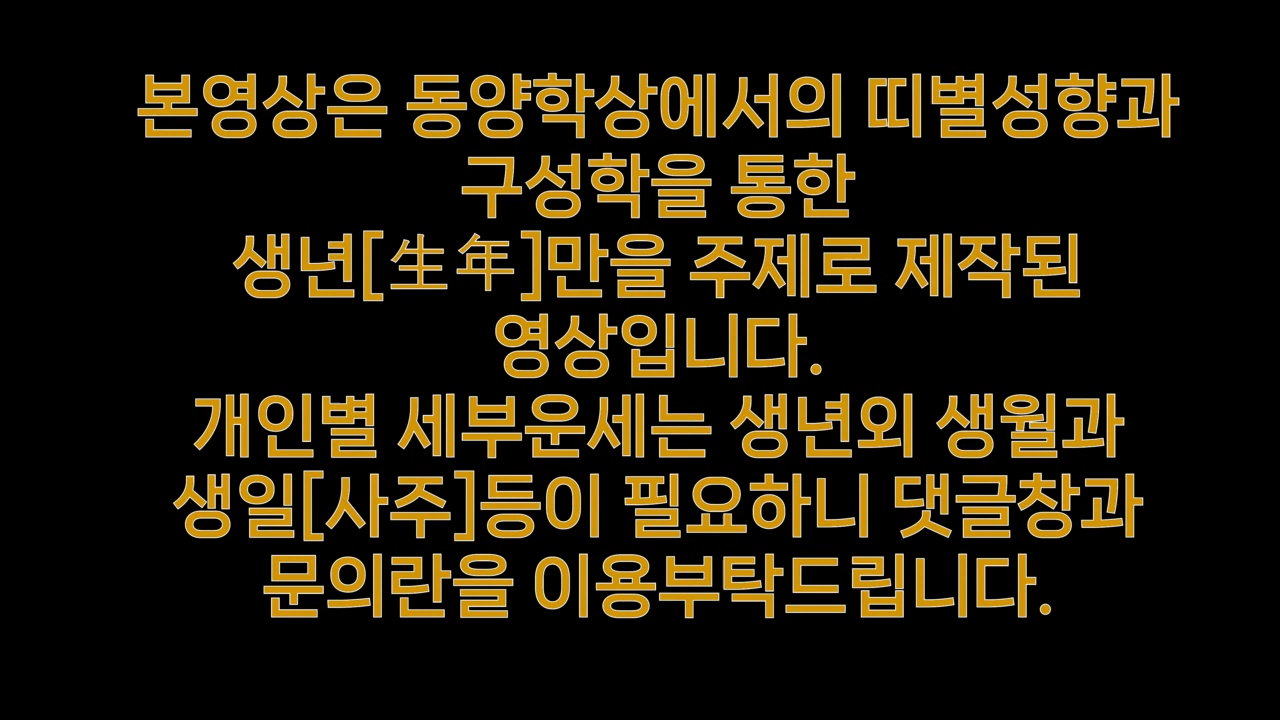 본영상은 동양학상에서의 띠별성향과
구성학을 통한
생년[生年]만을 주제로 제작된
영상입니다.
개인별 세부운세는 생년외 생월과
생일[사주]등이 필요하니 댓글창과
문의란을 이용부탁드립니다.